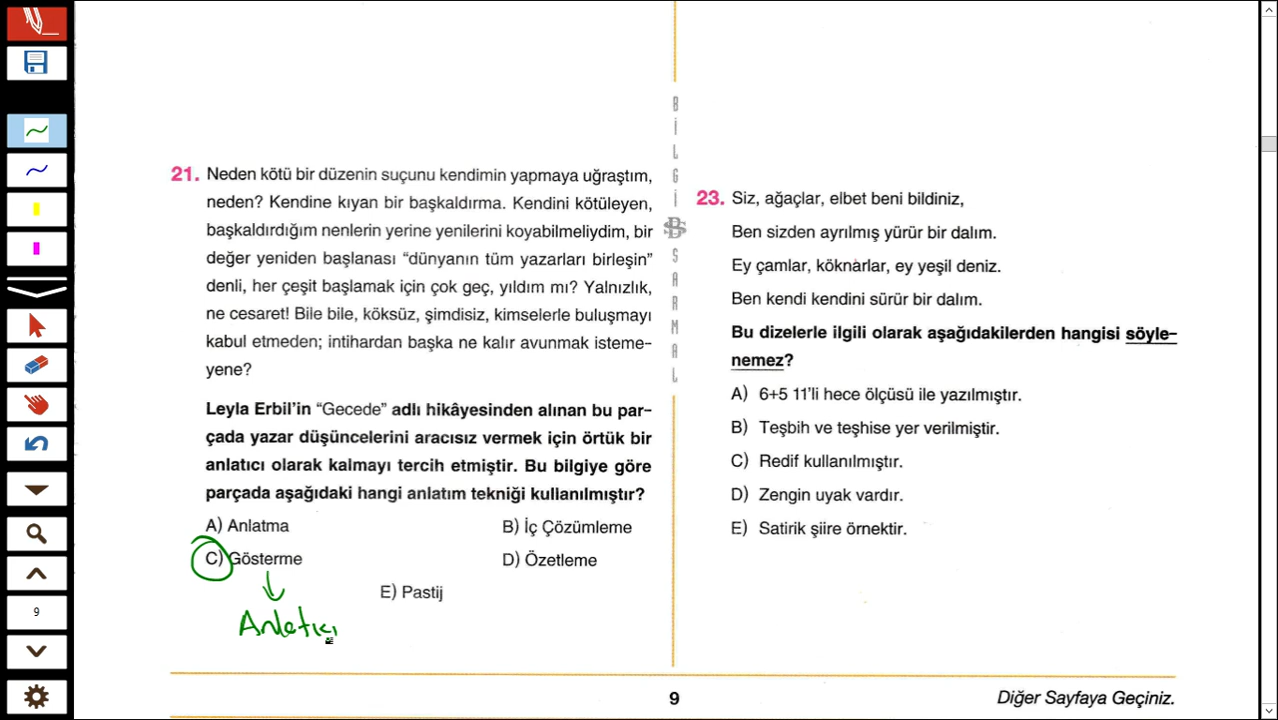 21. Neden kötü bir düzenin suçunu kendimin yapmaya uğraştım,
neden? Kendine kıyan bir başkaldırma. Kendini kötüleyen,
başkaldırdığım nenlerin yerine yenilerini koyabilmeliydim, bir
değer yeniden başlanası “dünyanın tüm yazarları birleşin”
denli, her çeşit başlamak için çok geç, yıldım mı? Yalnızlık,
ne cesaret! Bile bile, köksüz, şimdisiz, kimselerle buluşmayı
kabul etmeden; intihardan başka ne kalır avunmak isteme–
yene?
Leyla Erbil’in “Gecede” adlı hikâyesinden alınan bu par–
çada yazar düşüncelerini aracısız vermek için örtük bir
anlatıcı olarak kalmayı tercih etmiştir. Bu bilgiye göre
parçada aşağıdaki hangi anlatım tekniği kullanılmıştır?
A) Anlatma
B) İç Çözümleme
C) Gösterme
D) Özetleme
E) Pastij
Anlatıcı
BİLGİ
SARMAL
23. Siz, ağaçlar, elbet beni bildiniz,
Ben sizden ayrılmış yürür bir dalım.
Ey çamlar, köknarlar, ey yeşil deniz.
Ben kendi kendini sürür bir dalım.
Bu dizelerle ilgili olarak aşağıdakilerden hangisi söyle–
nemez?
A) 6+5 11’li hece ölçüsü ile yazılmıştır.
B) Teşbih ve teşhise yer verilmiştir.
C) Redif kullanılmıştır.
D) Zengin uyak vardır.
E) Satirik şiire örnektir.
9
9
Diğer Sayfaya Geçiniz.